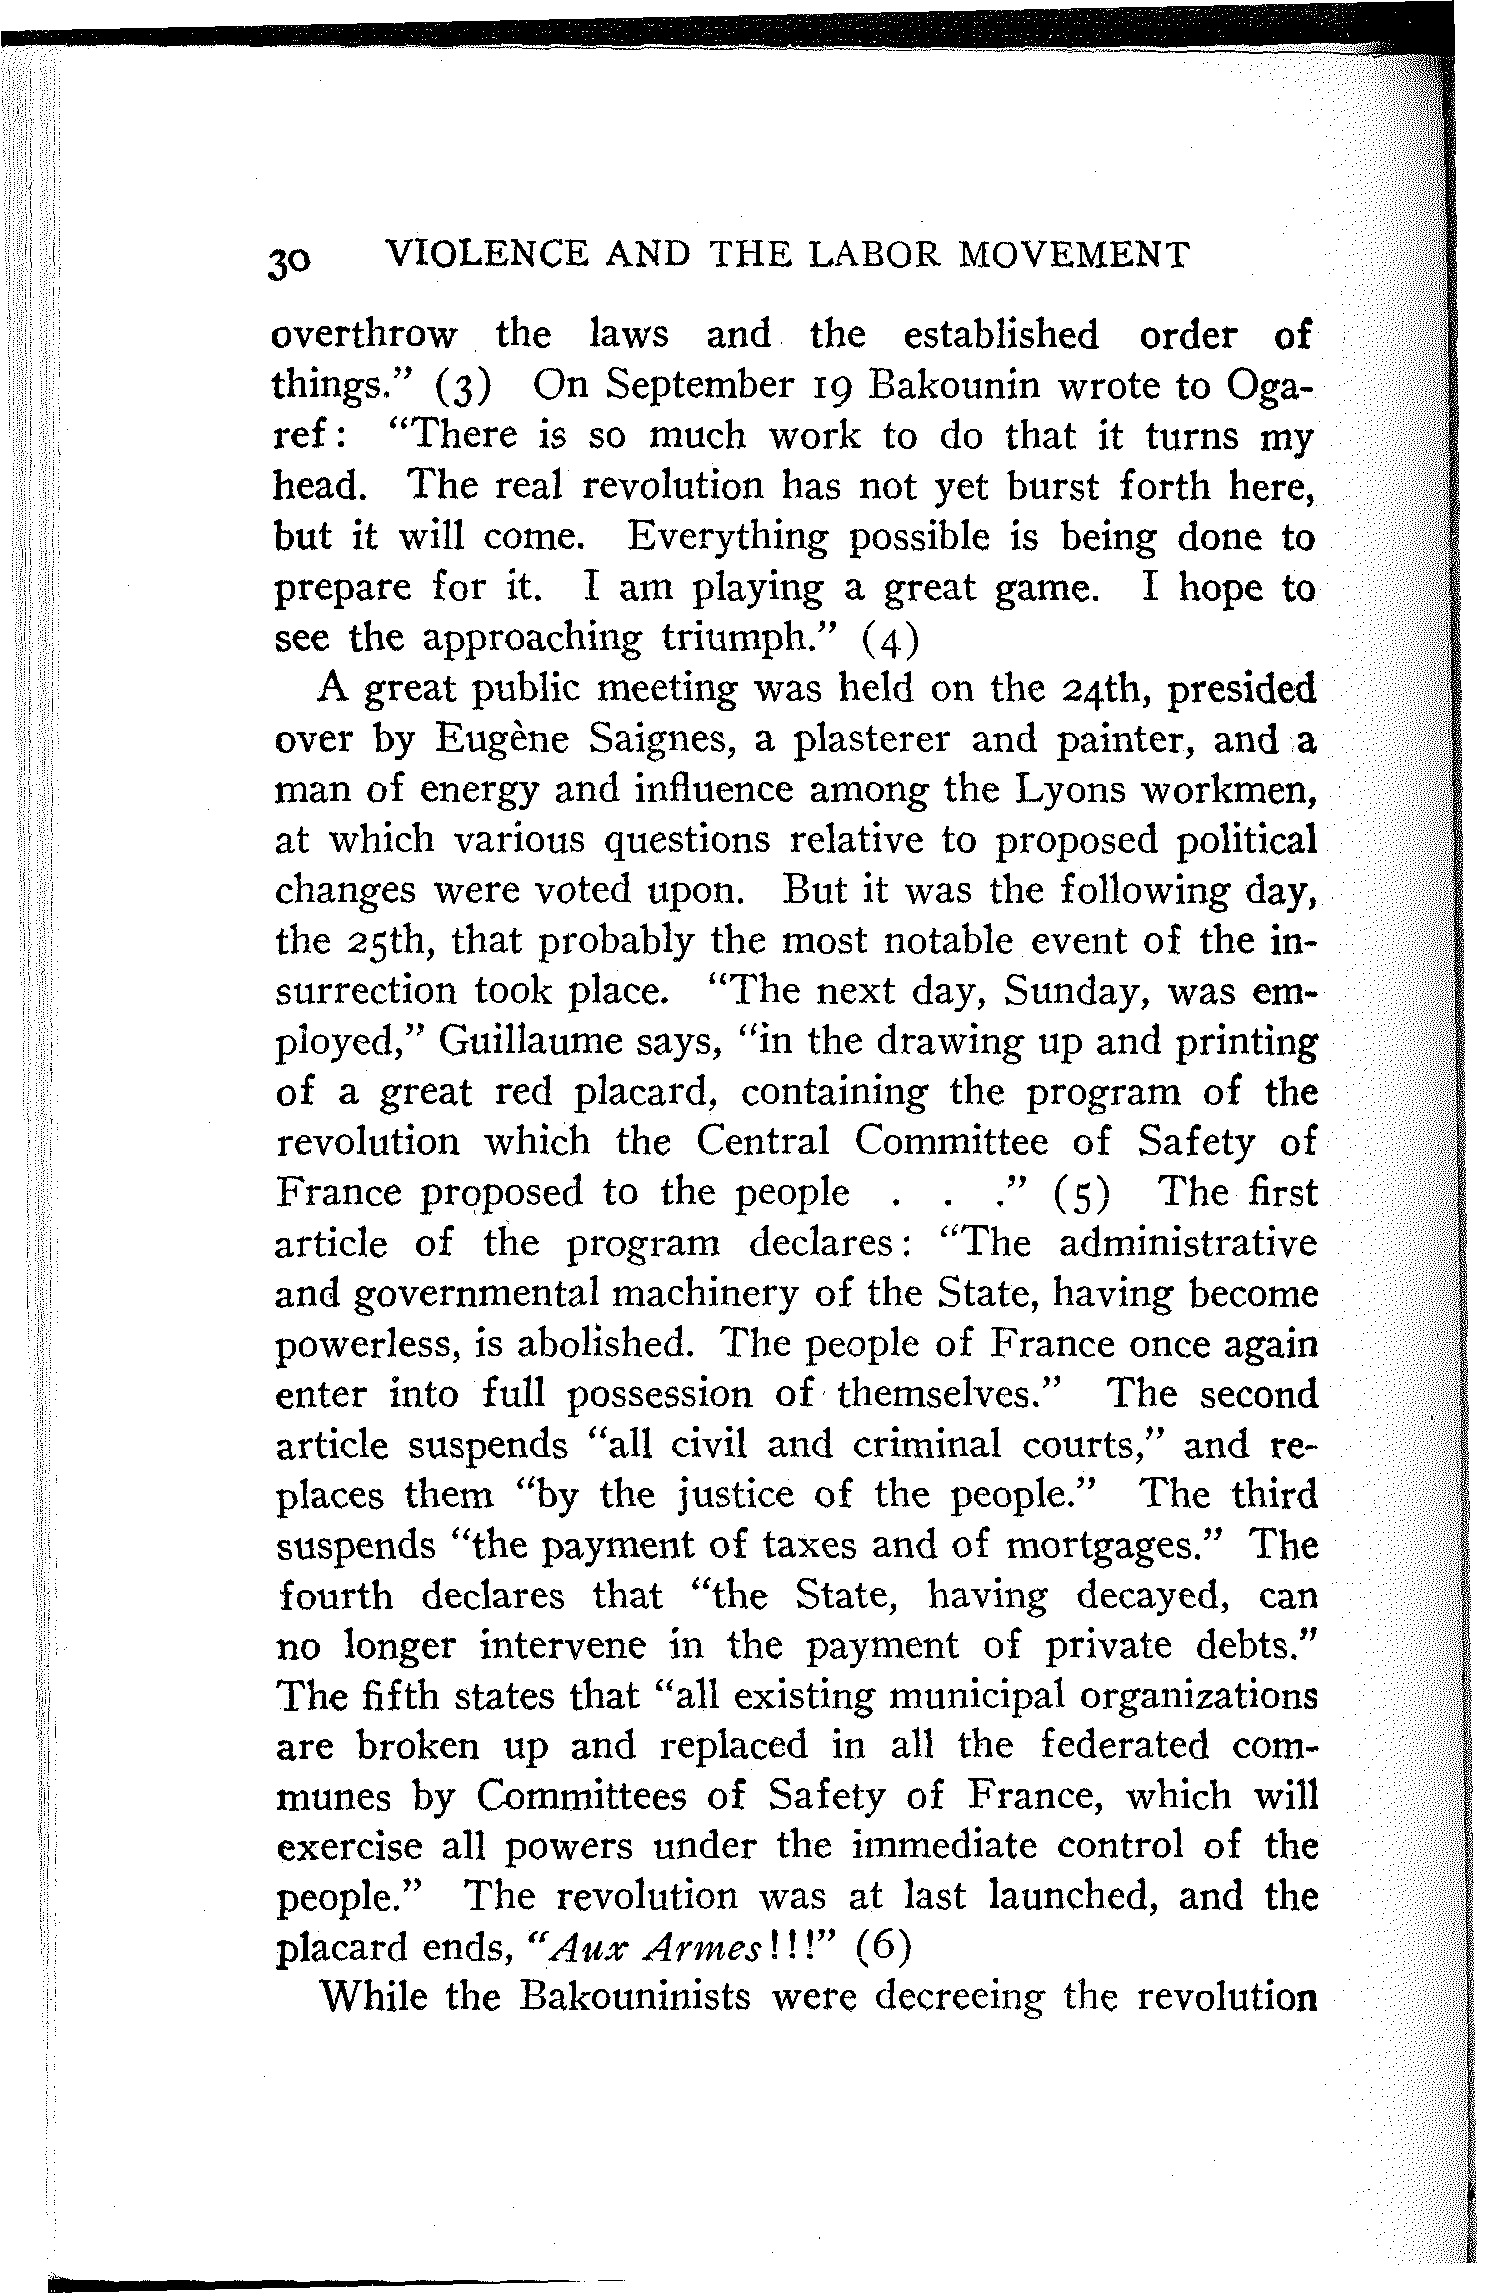 30 VIOLENCE AND THE LABOR MOVEMENT
overthrow the laws and the established order of
things." (3) On September 19 Bakounin wrote to Oga-
ref: "There is so much work to do that it turns my
head. The real revolution has not yet burst forth here,
but it will come. Everything possible is being done to
prepare for it. I am playing a great game. I hope to
see the approaching triumph." (4)
A great public meeting was held on the 24th, presided
over by Eugène Saignes, a plasterer and painter, and a
man of energy and influence among the Lyons workmen,
at which various questions relative to proposed political
changes were voted upon. But it was the following day,
the 25th, that probably the most notable event of the in-
surrection took place. "The next day, Sunday, was em-
ployed," Guillaume says, "in the drawing up and printing
of a great red placard, containing the program of the
revolution which the Central Committee of Safety of
France proposed to the people . . ." (5) The first
article of the program declares: "The administrative
and governmental machinery of the State, having become
powerless, is abolished. The people of France once again
enter into full possession of themselves." The second
article suspends "all civil and criminal courts," and re-
places them "by the justice of the people." The third
suspends "the payment of taxes and of mortgages." The
fourth declares that "the State, having decayed, can
no longer intervene in the payment of private debts."
The fifth states that "all existing municipal organizations
are broken up and replaced in all the federated com-
munes by Committees of Safety of France, which will
exercise all powers under the immediate control of the
people." The revolution was at last launched, and the
placard ends, "Aux Armes!!!" (6)
While the Bakouninists were decreeing the revolution